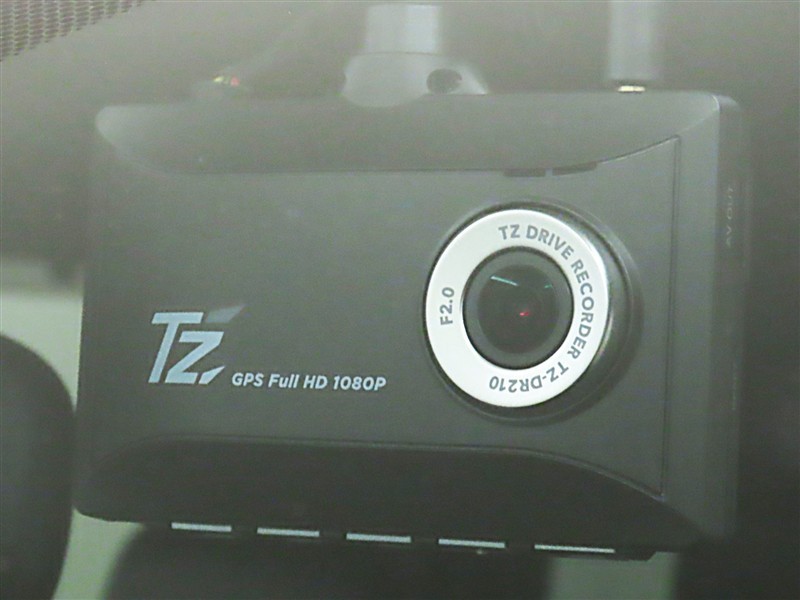 TZ
GPS Full HD 1080P
F2.0
TZ DRIVE RECORDER TZ-DR210